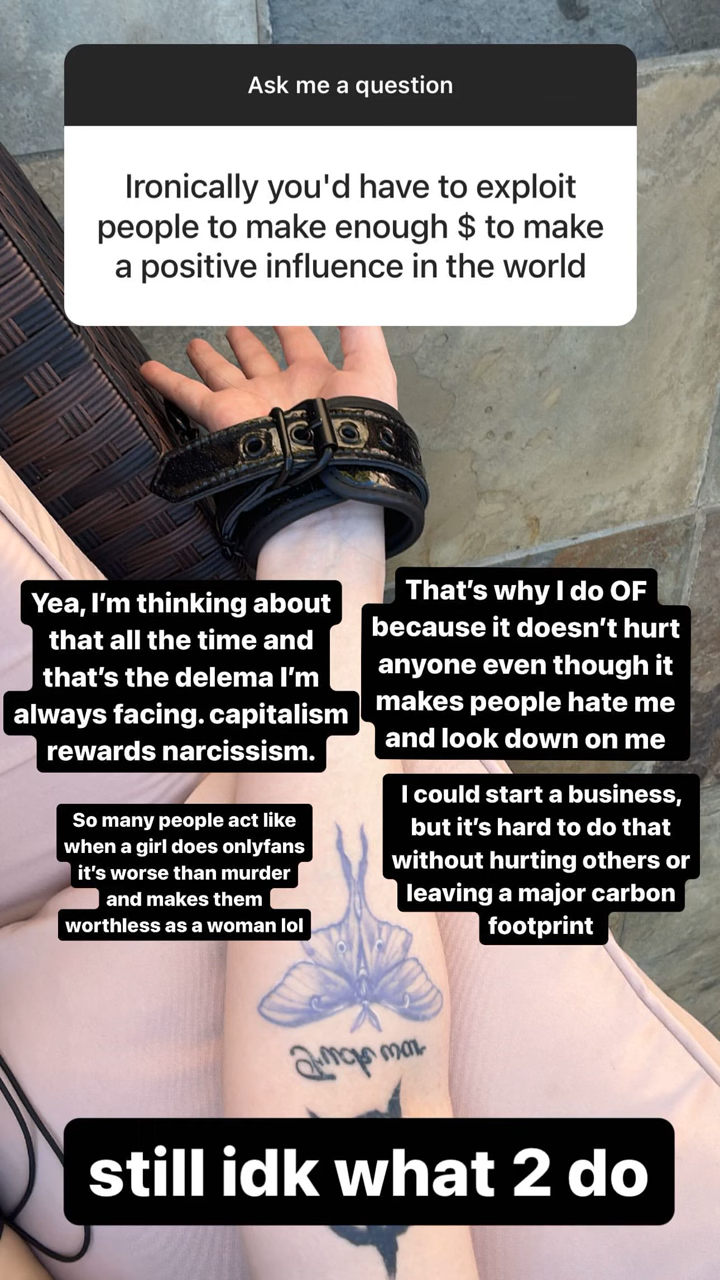 Ask me a question
Ironically you'd have to exploit
people to make enough $ to make
a positive influence in the world
Yea, I’m thinking about
that all the time and
that’s the delema I’m
always facing. capitalism
rewards narcissism.
That’s why I do OF
because it doesn’t hurt
anyone even though it
makes people hate me
and look down on me
So many people act like
when a girl does onlyfans
it’s worse than murder
and makes them
worthless as a woman lol
I could start a business,
but it’s hard to do that
without hurting others or
leaving a major carbon
footprint
Fuck war
still idk what 2 do